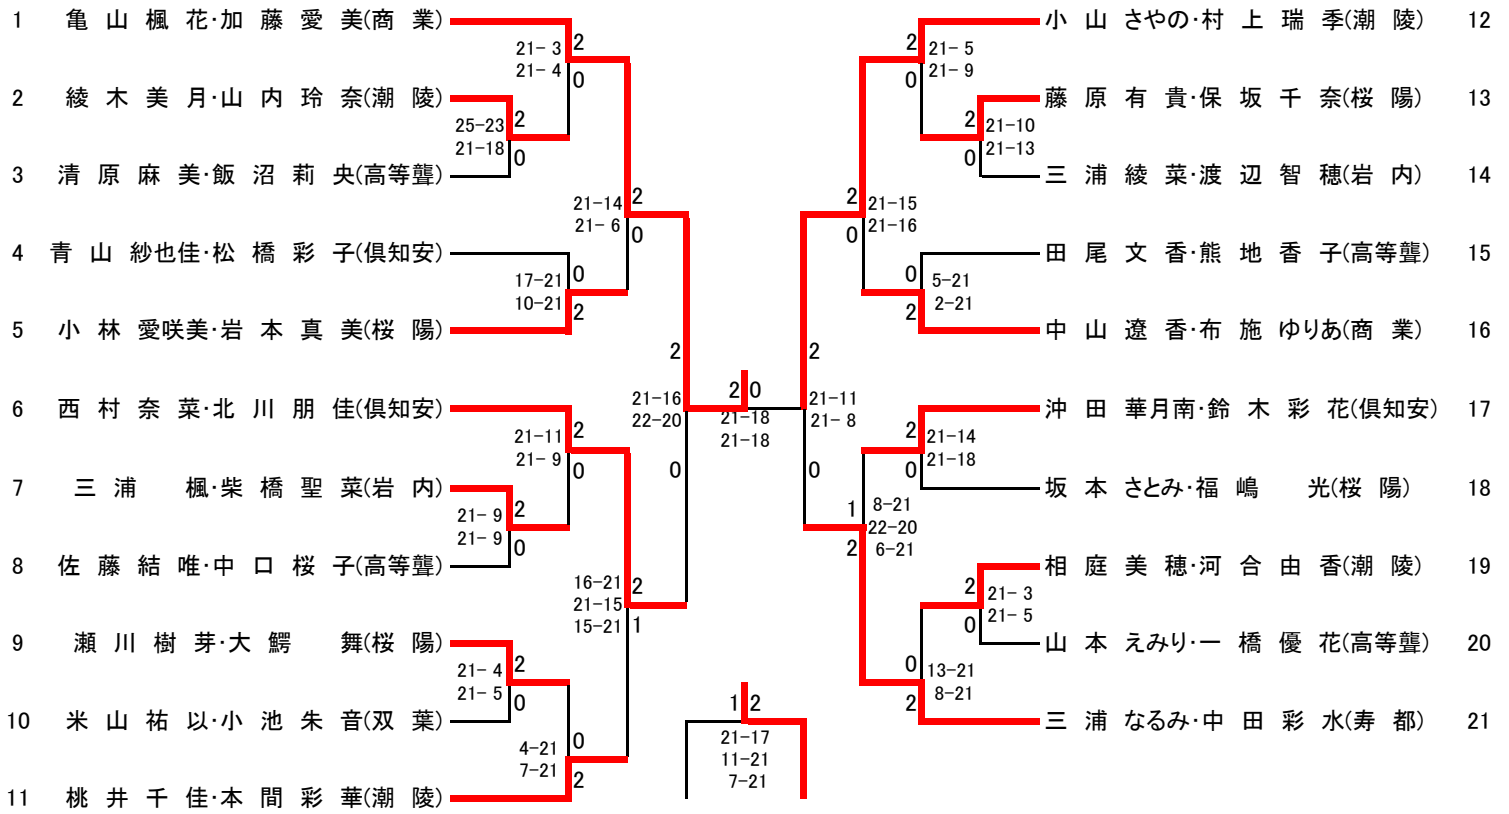 1 亀 山 楓 花・加 藤 愛 美(商 業)
2 綾 木 美 月・山 内 玲 奈(潮 陵)
3 清 原 麻 美・飯 沼 莉 央(高等聾)
4 青 山 紗也佳・松 橋 彩 子(倶知安)
5 小 林 愛咲美・岩 本 真 美(桜 陽)
6 西 村 奈 菜・北 川 朋 佳(倶知安)
7 三 浦 楓・柴 橋 聖 菜(岩 内)
8 佐 藤 結 唯・中 口 桜 子(高等聾)
9 瀬 川 樹 芽・大 鰐 舞(桜 陽)
10 米 山 祐 以・小 池 朱 音(双 葉)
11 桃 井 千 佳・本 間 彩 華(潮 陵)
21- 3 2
21- 4 0
25-23 2
21-18 0
21-14 2
21- 6 0
17-21 0
10-21 2
21-11 2
21- 9 0
21- 9 2
21- 9 0
16-21 2
21-15
15-21 1
21- 4 2
21- 5 0
4-21 0
7-21 2
2
21-16
22-20
0
2 0
21-18
21-18
1 2
21-17
11-21
7-21
2
21-11
21- 8
0
2 21- 5
0 21- 9
2 21-10
0 21-13
2 21-15
0 21-16
0 5-21
2 2-21
2 21-14
0 21-18
1 8-21
22-20
2 6-21
2 21- 3
0 21- 5
0 13-21
2 8-21
小 山 さやの・村 上 瑞 季(潮 陵) 12
藤 原 有 貴・保 坂 千 奈(桜 陽) 13
三 浦 綾 菜・渡 辺 智 穂(岩 内) 14
田 尾 文 香・熊 地 香 子(高等聾) 15
中 山 遼 香・布 施 ゆりあ(商 業) 16
沖 田 華月南・鈴 木 彩 花(倶知安) 17
坂 本 さとみ・福 嶋 光(桜 陽) 18
相 庭 美 穂・河 合 由 香(潮 陵) 19
山 本 えみり・一 橋 優 花(高等聾) 20
三 浦 なるみ・中 田 彩 水(寿 都) 21